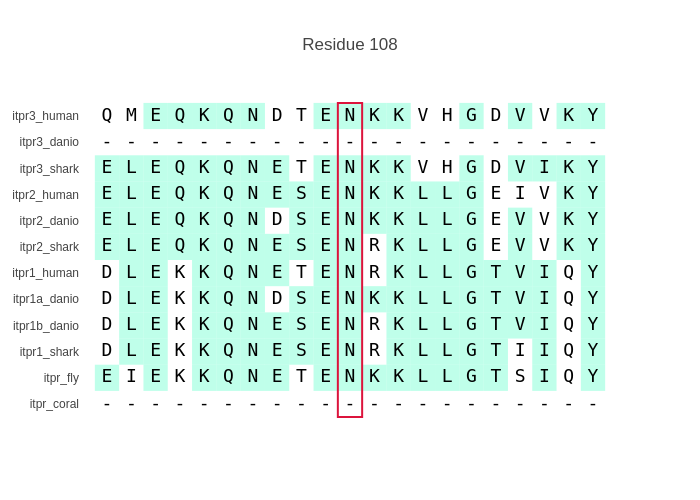 Residue 108
itpr3_human Q M E Q K Q N D T E N K K V H G D V V K Y
itpr3_danio - - - - - - - - - - - - - - - - - - - - -
itpr3_shark E L E Q K Q N E T E N K K V H G D V I K Y
itpr2_human E L E Q K Q N E S E N K K L L G E I V K Y
itpr2_danio E L E Q K Q N D S E N K K L L G E V V K Y
itpr2_shark E L E Q K Q N E S E N R K L L G E V V K Y
itpr1_human D L E K K Q N E T E N R K L L G T V I Q Y
itpr1a_danio D L E K K Q N D S E N K K L L G T V I Q Y
itpr1b_danio D L E K K Q N E S E N R K L L G T V I Q Y
itpr1_shark D L E K K Q N E S E N R K L L G T I I Q Y
itpr_fly E I E K K Q N E T E N K K L L G T S I Q Y
itpr_coral - - - - - - - - - - - - - - - - - - - - -